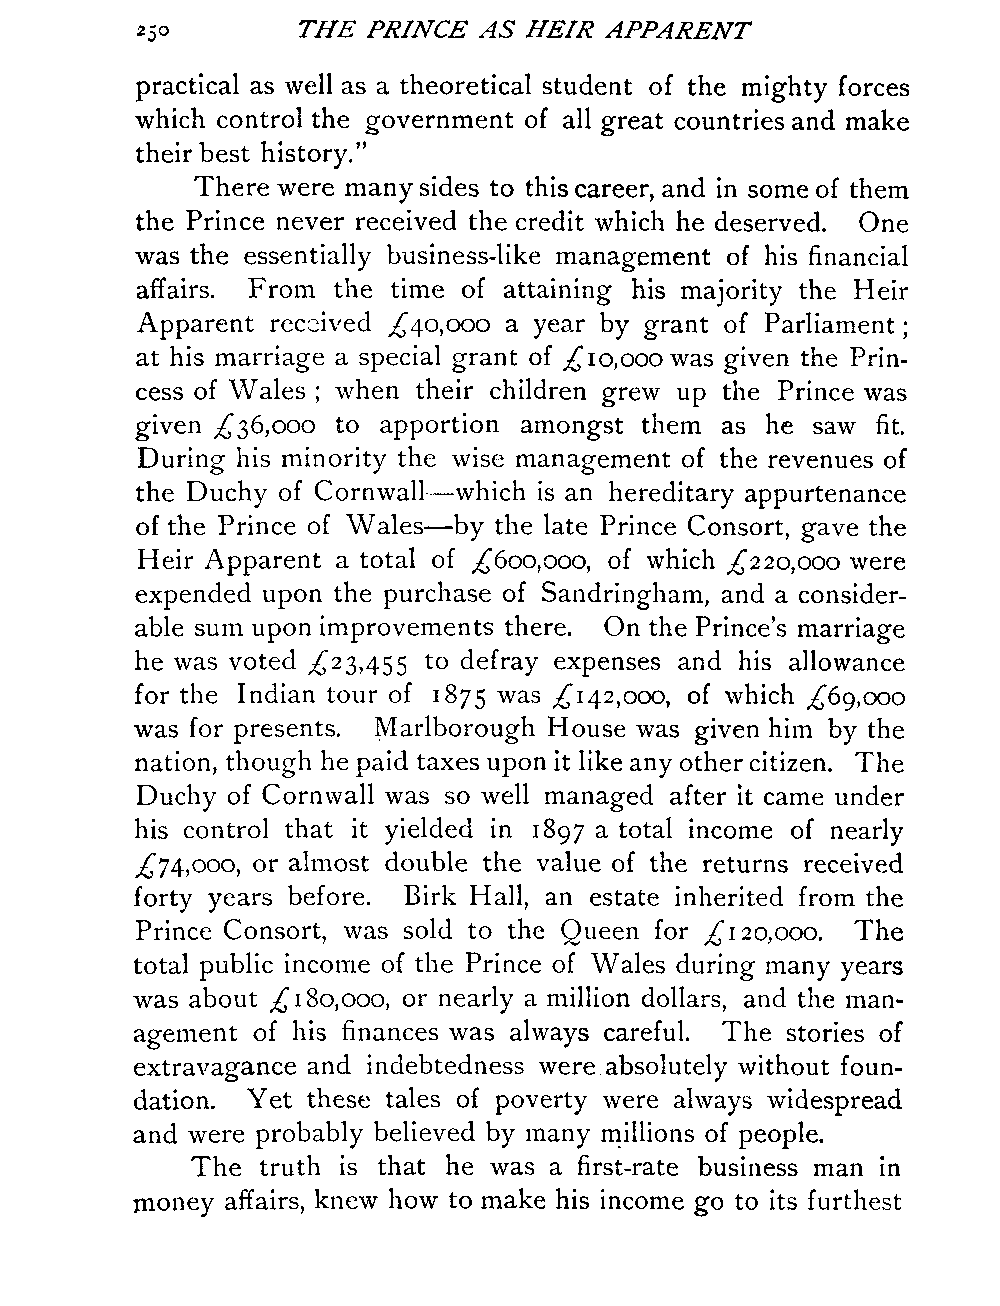 250 THE PRINCE AS HEIR APPARENT
practical as well as a theoretical student of the mighty forces
which control the government of all great countries and make
their best history."
There were many sides to this career, and in some of them
the Prince never received the credit which he deserved. One
was the essentially business-like management of his financial
affairs. From the time of attaining his majority the Heir
Apparent received £40,000 a year by grant of Parliament;
at his marriage a special grant of £10,000 was given the Prin-
cess of Wales; when their children grew up the Prince was
given £36,000 to apportion amongst them as he saw fit.
During his minority the wise management of the revenues of
the Duchy of Cornwall—which is an hereditary appurtenance
of the Prince of Wales—by the late Prince Consort, gave the
Heir Apparent a total of £600,000, of which £220,000 were
expended upon the purchase of Sandringham, and a consider-
able sum upon improvements there. On the Prince's marriage
he was voted £23,455 to defray expenses and his allowance
for the Indian tour of 1875 was £142,000, of which £69,000
was for presents. Marlborough House was given him by the
nation, though he paid taxes upon it like any other citizen. The
Duchy of Cornwall was so well managed after it came under
his control that it yielded in 1897 a total income of nearly
£74,000, or almost double the value of the returns received
forty years before. Birk Hall, an estate inherited from the
Prince Consort, was sold to the Queen for £120,000. The
total public income of the Prince of Wales during many years
was about £180,000, or nearly a million dollars, and the man-
agement of his finances was always careful. The stories of
extravagance and indebtedness were absolutely without foun-
dation. Yet these tales of poverty were always widespread
and were probably believed by many millions of people.
The truth is that he was a first-rate business man in
money affairs, knew how to make his income go to its furthest